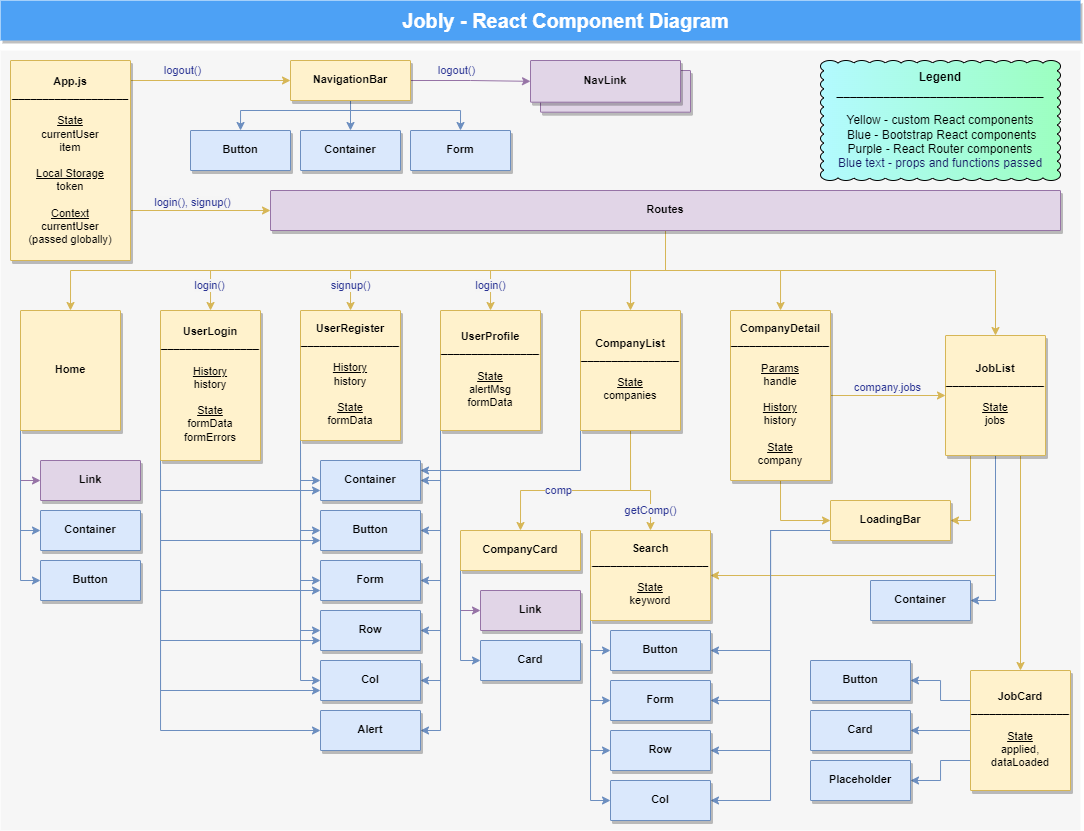 Jobly - React Component Diagram
App.js
State
currentUser
item
Local Storage
token
Context
currentUser
(passed globally)
logout()
NavigationBar
logout()
NavLink
Button
Container
Form
Legend
Yellow - custom React components
Blue - Bootstrap React components
Purple - React Router components
Blue text - props and functions passed
login(), signup()
Routes
login()
signup()
login()
Home
UserLogin
History
history
State
formData
formErrors
UserRegister
History
history
State
formData
UserProfile
State
alertMsg
formData
CompanyList
State
companies
CompanyDetail
Params
handle
History
history
State
company
company.jobs
JobList
State
jobs
Link
Container
Button
Container
Button
Form
Row
Col
Alert
comp
getComp()
CompanyCard
Link
Card
Search
State
keyword
Button
Form
Row
Col
LoadingBar
Container
Button
Card
Placeholder
JobCard
State
applied,
dataLoaded